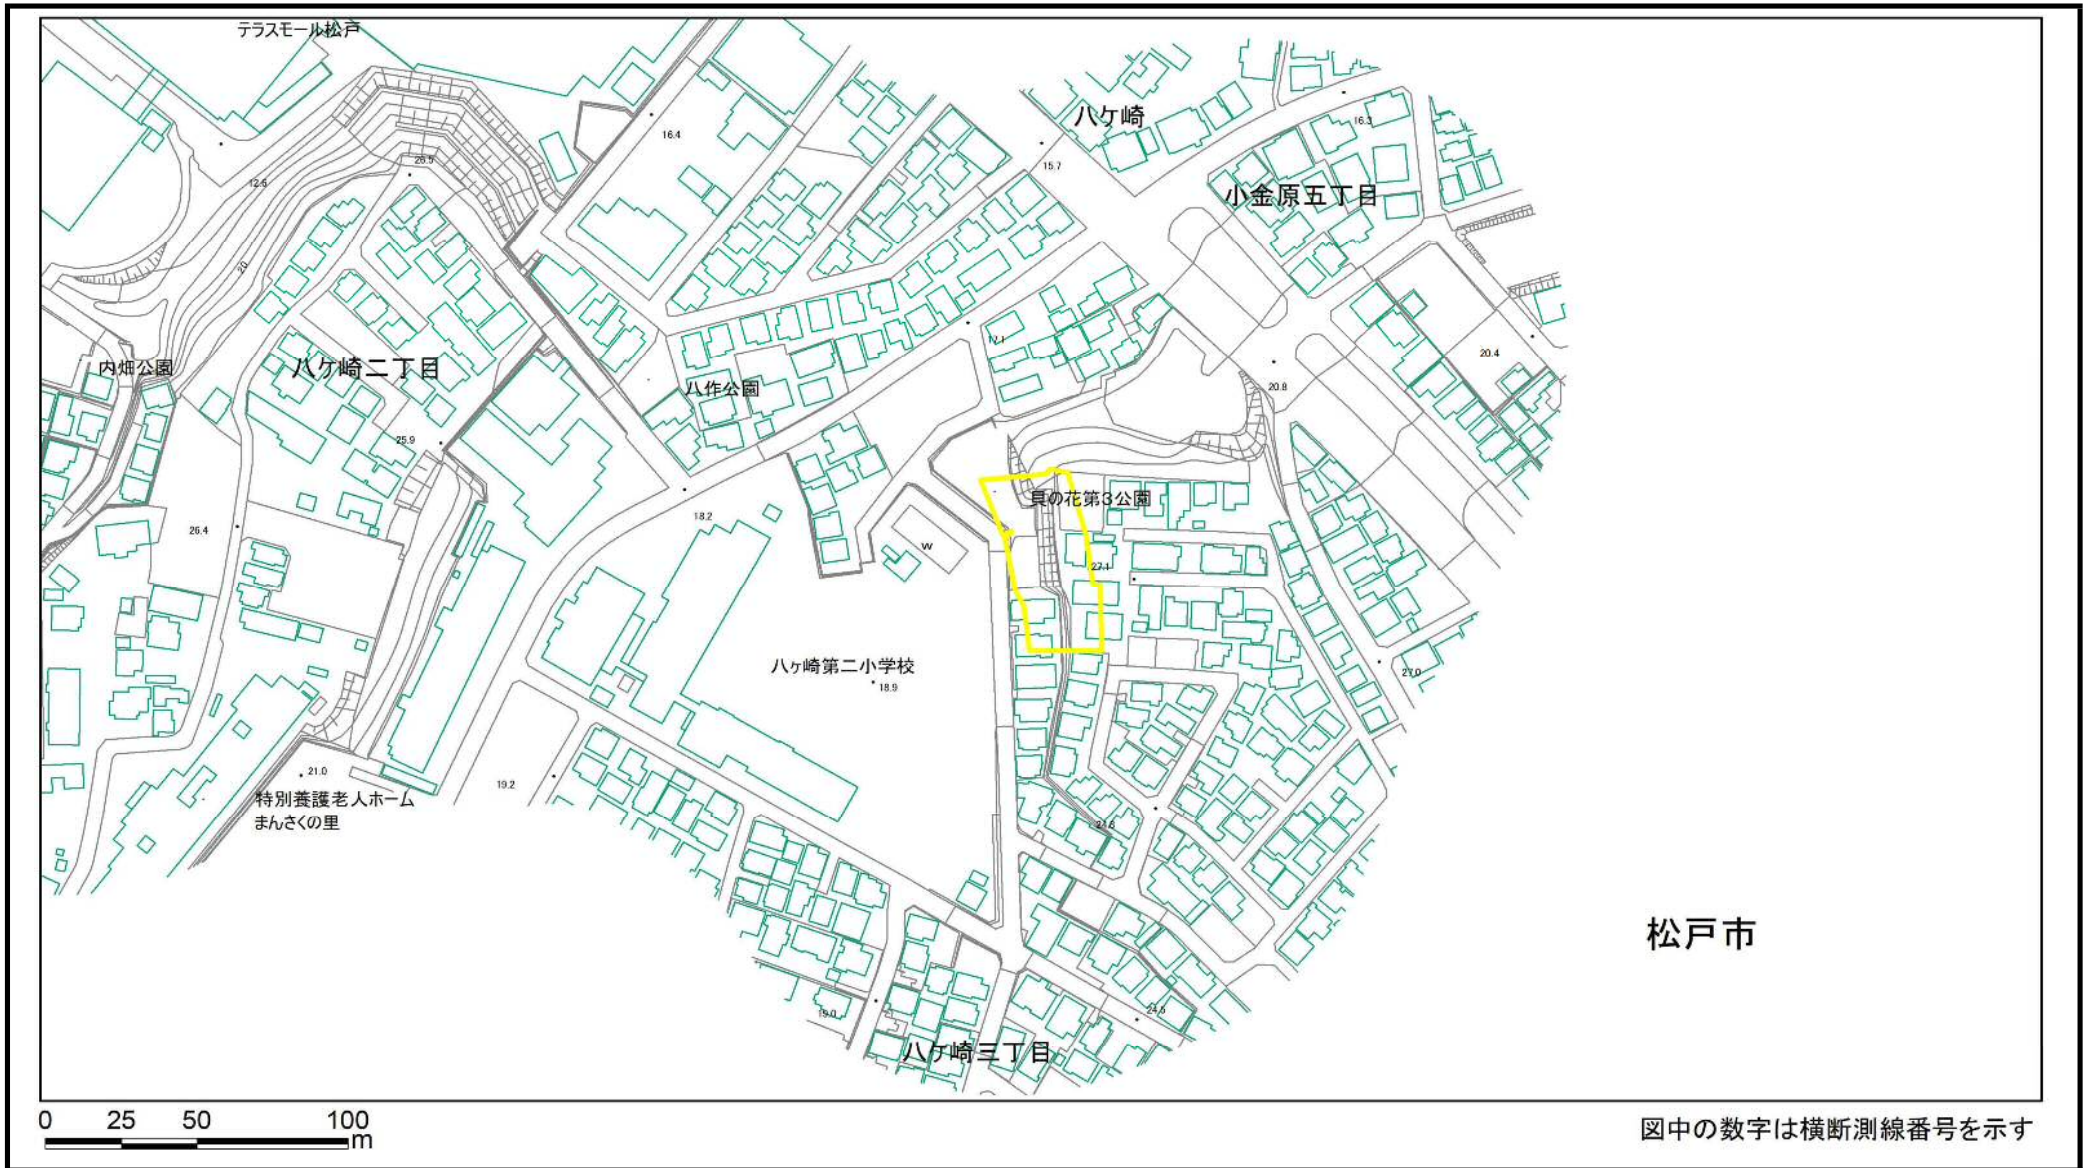 テラスモール松戸
八ケ崎
16.4
16.3
15.7
12.6
26.5
小金原五丁目
20
17.1
20.4
内畑公園
八ケ崎二丁目
八作公園
20.8
25.9
貝の花第3公園
18.2
26.4
W
27.1
八ヶ崎第二小学校
18.9
27.0
21.0
19.2
特別養護老人ホーム
まんさくの里
24.6
松戸市
19.0
24.6
八ケ崎三丁目
0 25 50 100
m
図中の数字は横断測線番号を示す